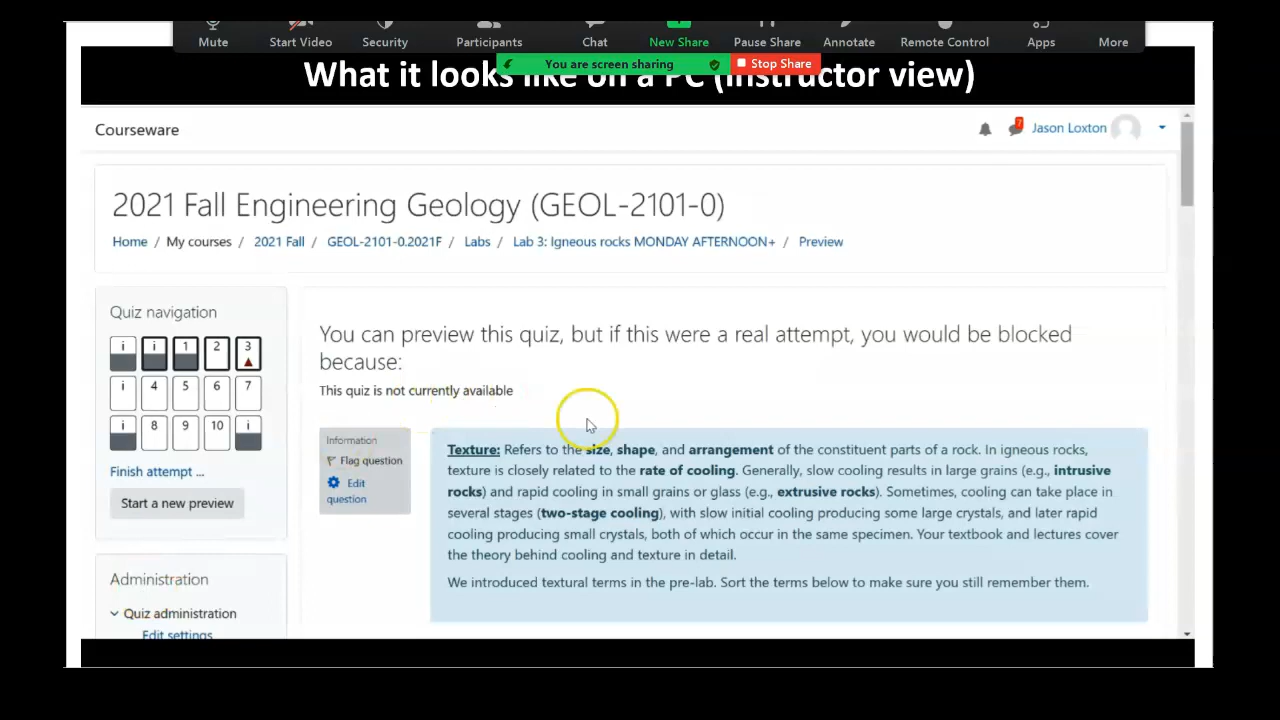 Mute Start Video Security Participants Chat New Share Pause Share Annotate Remote Control Apps More
You are screen sharing Stop Share
What it looks like on a PC (instructor view)
Courseware
7 Jason Loxton
2021 Fall Engineering Geology (GEOL-2101-0)
Home / My courses / 2021 Fall / GEOL-2101-0.2021F / Labs / Lab 3: Igneous rocks MONDAY AFTERNOON+ / Preview
Quiz navigation
i i 1 2 3
i 4 5 6 7
i 8 9 10 i
Finish attempt ...
Start a new preview
Administration
Quiz administration
Edit settings
You can preview this quiz, but if this were a real attempt, you would be blocked
because:
This quiz is not currently available
Information
Flag question
Edit
question
Texture: Refers to the size, shape, and arrangement of the constituent parts of a rock. In igneous rocks,
texture is closely related to the rate of cooling. Generally, slow cooling results in large grains (e.g., intrusive
rocks) and rapid cooling in small grains or glass (e.g., extrusive rocks). Sometimes, cooling can take place in
several stages (two-stage cooling), with slow initial cooling producing some large crystals, and later rapid
cooling producing small crystals, both of which occur in the same specimen. Your textbook and lectures cover
the theory behind cooling and texture in detail.
We introduced textural terms in the pre-lab. Sort the terms below to make sure you still remember them.